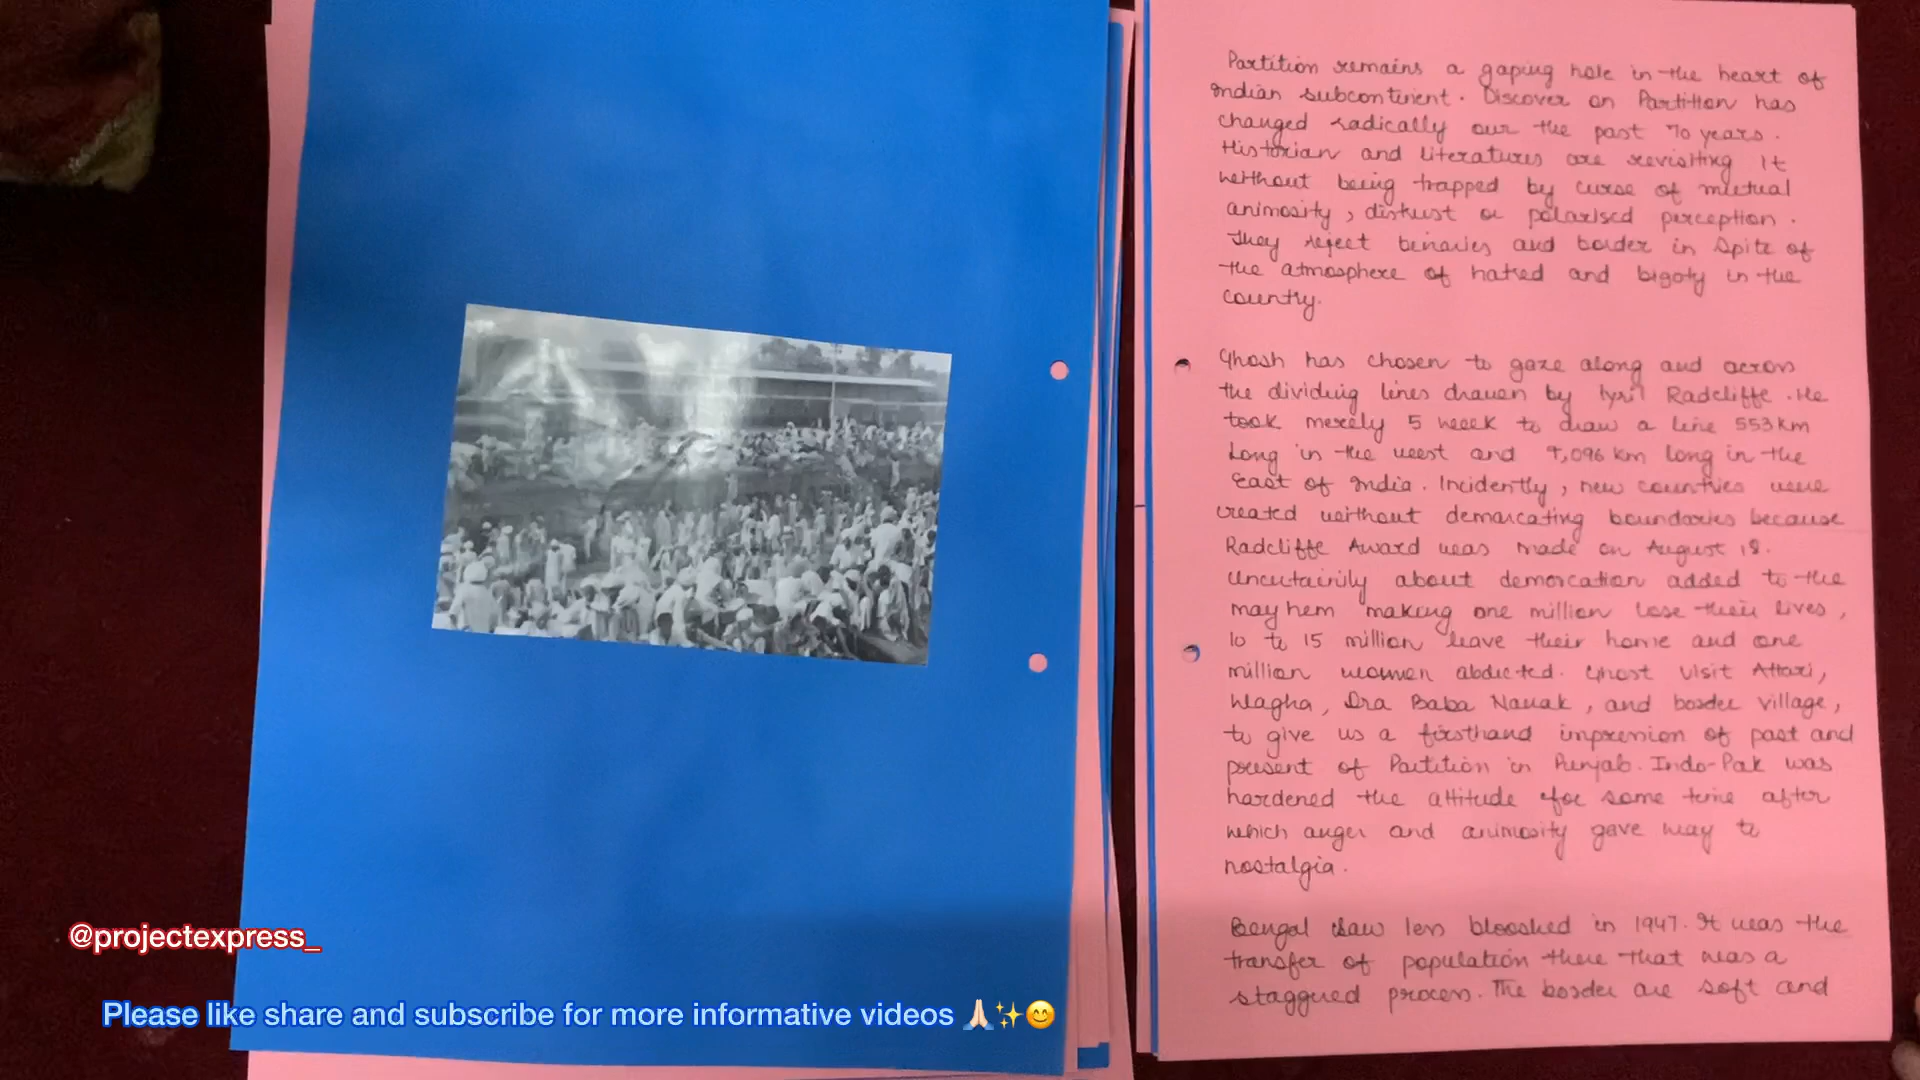 Partition remains a gaping hole in the heart of
Indian subcontinent. Discover on Partition has
changed radically our the past 70 years.
Historian and literatures are revisiting it
without being trapped by curse of mutual
animosity, distrust or polarised perception.
They reject binaries and border in spite of
the atmosphere of hatred and bigoty in the
country.
Ghosh has chosen to gaze along and across
the dividing lines drawen by Cyril Radcliffe. He
took merely 5 week to draw a line 553 km
Long in the west and 4,096 km long in the
East of India. Incidently, new countries were
created without demarcating boundaries because
Radcliffe Award was made on August 18.
Uncertainily about demorcation added to the
mayhem making one million lose their lives,
10 to 15 million leave their home and one
million women abducted. Ghost visit Attari,
Wagha, Dra Baba Nanak, and border village,
to give us a firsthand impression of past and
present of Partition in Punjab. Indo-Pak was
hardened the attitude for some time after
which anger and animosity gave way to
nostalgia.
Bengal saw less blooshed in 1947. It was the
transfer of population there that was a
staggued process. The border are soft and
@projectexpress_
Please like share and subscribe for more informative videos 🙏🏻✨😊